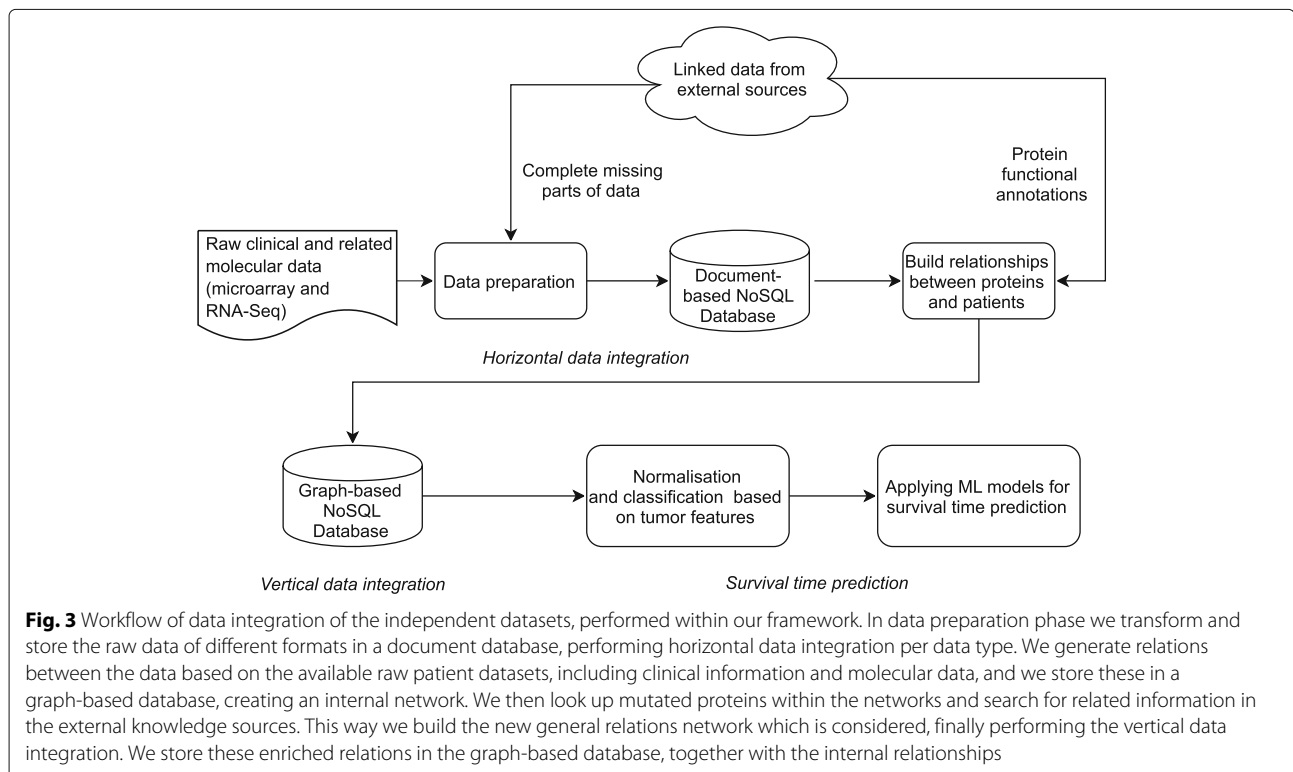 Linked data from
external sources
Complete missing
parts of data
Protein
functional
annotations
Raw clinical and related
molecular data
(microarray and
RNA-Seq)
Data preparation
Document-
based NoSQL
Database
Build relationships
between proteins
and patients
Horizontal data integration
Graph-based
NoSQL
Database
Normalisation
and classification based
on tumor features
Applying ML models for
survival time prediction
Vertical data integration
Survival time prediction
Fig. 3 Workflow of data integration of the independent datasets, performed within our framework. In data preparation phase we transform and
store the raw data of different formats in a document database, performing horizontal data integration per data type. We generate relations
between the data based on the available raw patient datasets, including clinical information and molecular data, and we store these in a
graph-based database, creating an internal network. We then look up mutated proteins within the networks and search for related information in
the external knowledge sources. This way we build the new general relations network which is considered, finally performing the vertical data
integration. We store these enriched relations in the graph-based database, together with the internal relationships